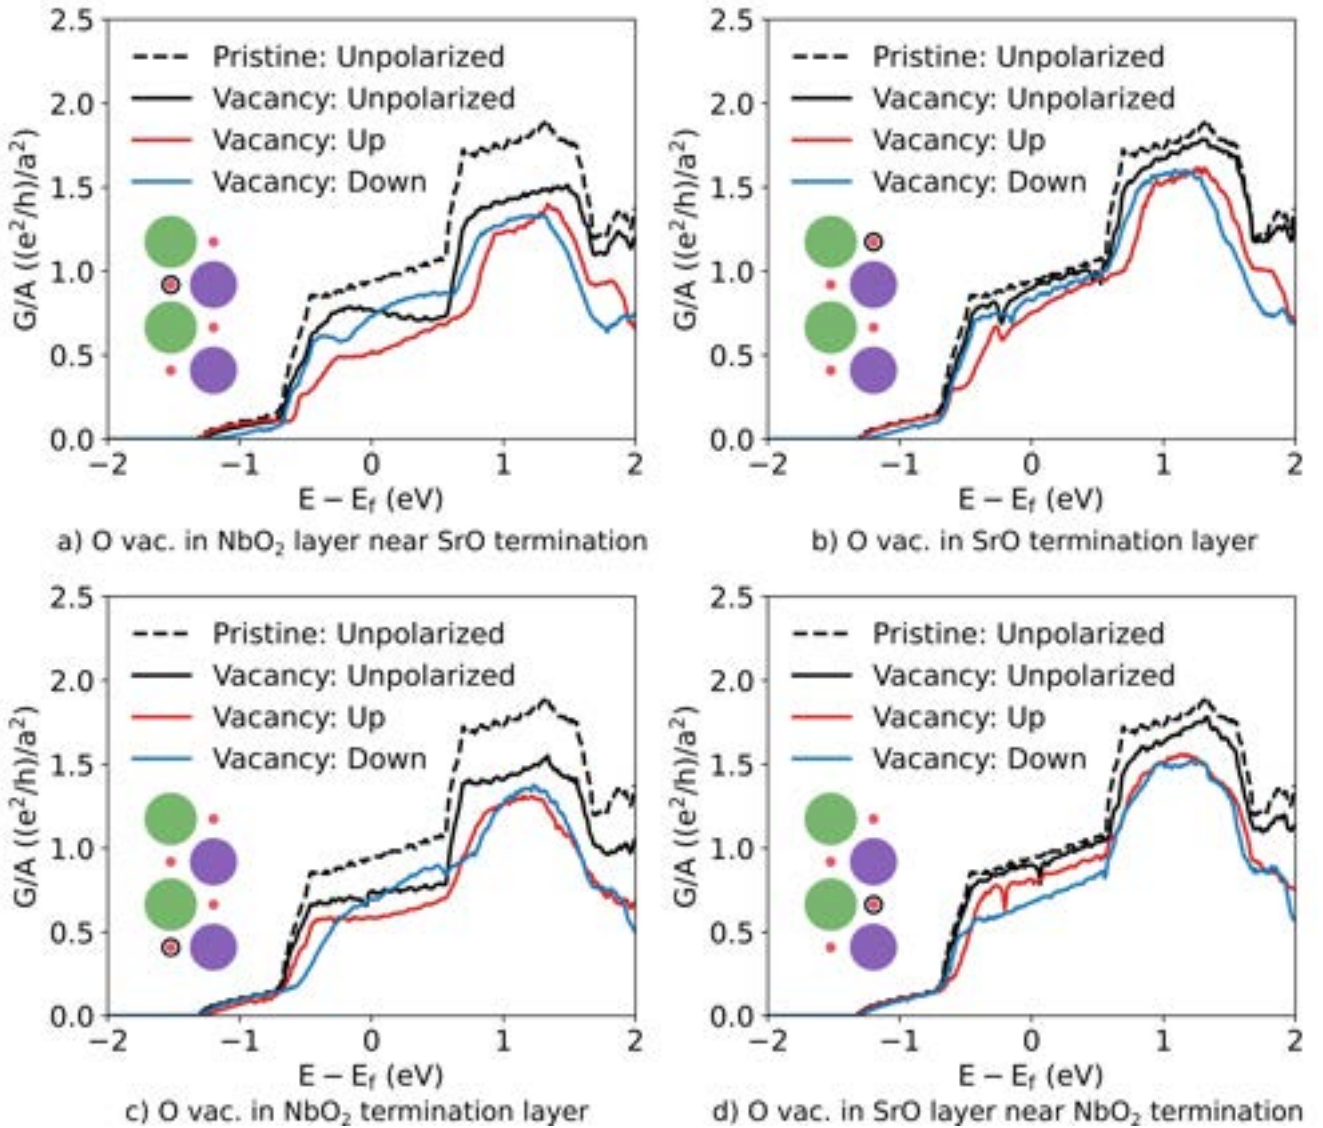 2.5
2.0
1.5
1.0
0.5
0.0
G/A ((e²/h)/a²)
Pristine: Unpolarized
Vacancy: Unpolarized
Vacancy: Up
Vacancy: Down
−2 −1 0 1 2
E − E_f (eV)
a) O vac. in NbO₂ layer near SrO termination
2.5
2.0
1.5
1.0
0.5
0.0
G/A ((e²/h)/a²)
Pristine: Unpolarized
Vacancy: Unpolarized
Vacancy: Up
Vacancy: Down
−2 −1 0 1 2
E − E_f (eV)
b) O vac. in SrO termination layer
2.5
2.0
1.5
1.0
0.5
0.0
G/A ((e²/h)/a²)
Pristine: Unpolarized
Vacancy: Unpolarized
Vacancy: Up
Vacancy: Down
−2 −1 0 1 2
E − E_f (eV)
c) O vac. in NbO₂ termination layer
2.5
2.0
1.5
1.0
0.5
0.0
G/A ((e²/h)/a²)
Pristine: Unpolarized
Vacancy: Unpolarized
Vacancy: Up
Vacancy: Down
−2 −1 0 1 2
E − E_f (eV)
d) O vac. in SrO layer near NbO₂ termination